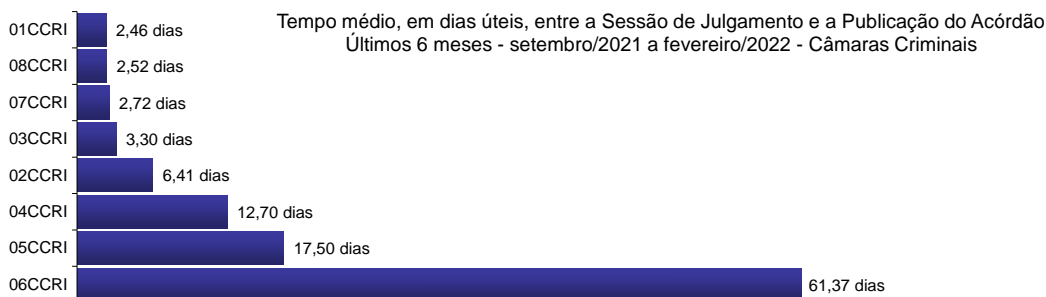 Tempo médio, em dias úteis, entre a Sessão de Julgamento e a Publicação do Acórdão
Últimos 6 meses - setembro/2021 a fevereiro/2022 - Câmaras Criminais
01CCRI 2,46 dias
08CCRI 2,52 dias
07CCRI 2,72 dias
03CCRI 3,30 dias
02CCRI 6,41 dias
04CCRI 12,70 dias
05CCRI 17,50 dias
06CCRI 61,37 dias